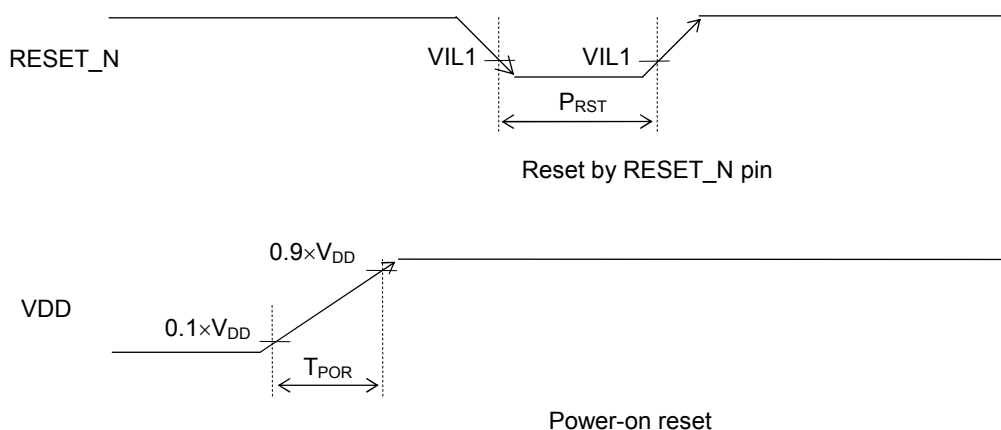 RESET_N
VIL1
VIL1
PRST
Reset by RESET_N pin
0.9×VDD
VDD
0.1×VDD
TPOR
Power-on reset